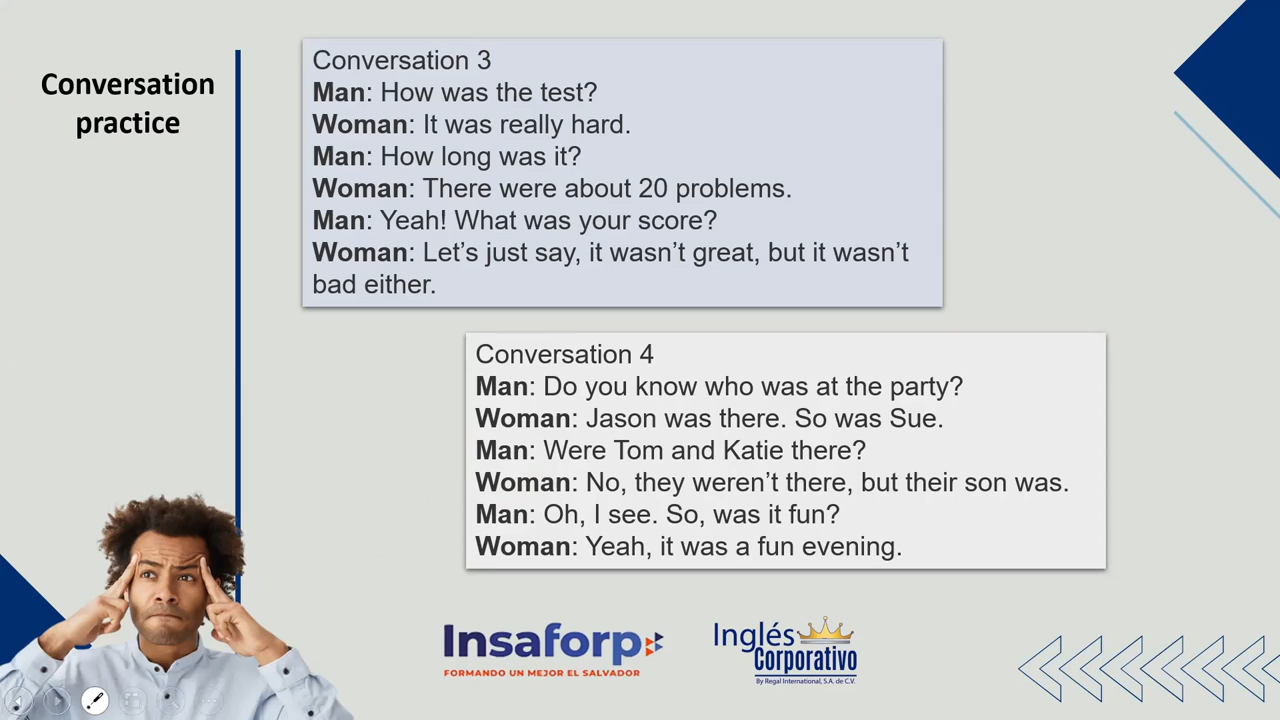 Conversation
practice
Conversation 3
Man: How was the test?
Woman: It was really hard.
Man: How long was it?
Woman: There were about 20 problems.
Man: Yeah! What was your score?
Woman: Let’s just say, it wasn’t great, but it wasn’t
bad either.
Conversation 4
Man: Do you know who was at the party?
Woman: Jason was there. So was Sue.
Man: Were Tom and Katie there?
Woman: No, they weren’t there, but their son was.
Man: Oh, I see. So, was it fun?
Woman: Yeah, it was a fun evening.
Insaforp
FORMANDO UN MEJOR EL SALVADOR
Inglés
Corporativo
By Regal International, S.A. de C.V.